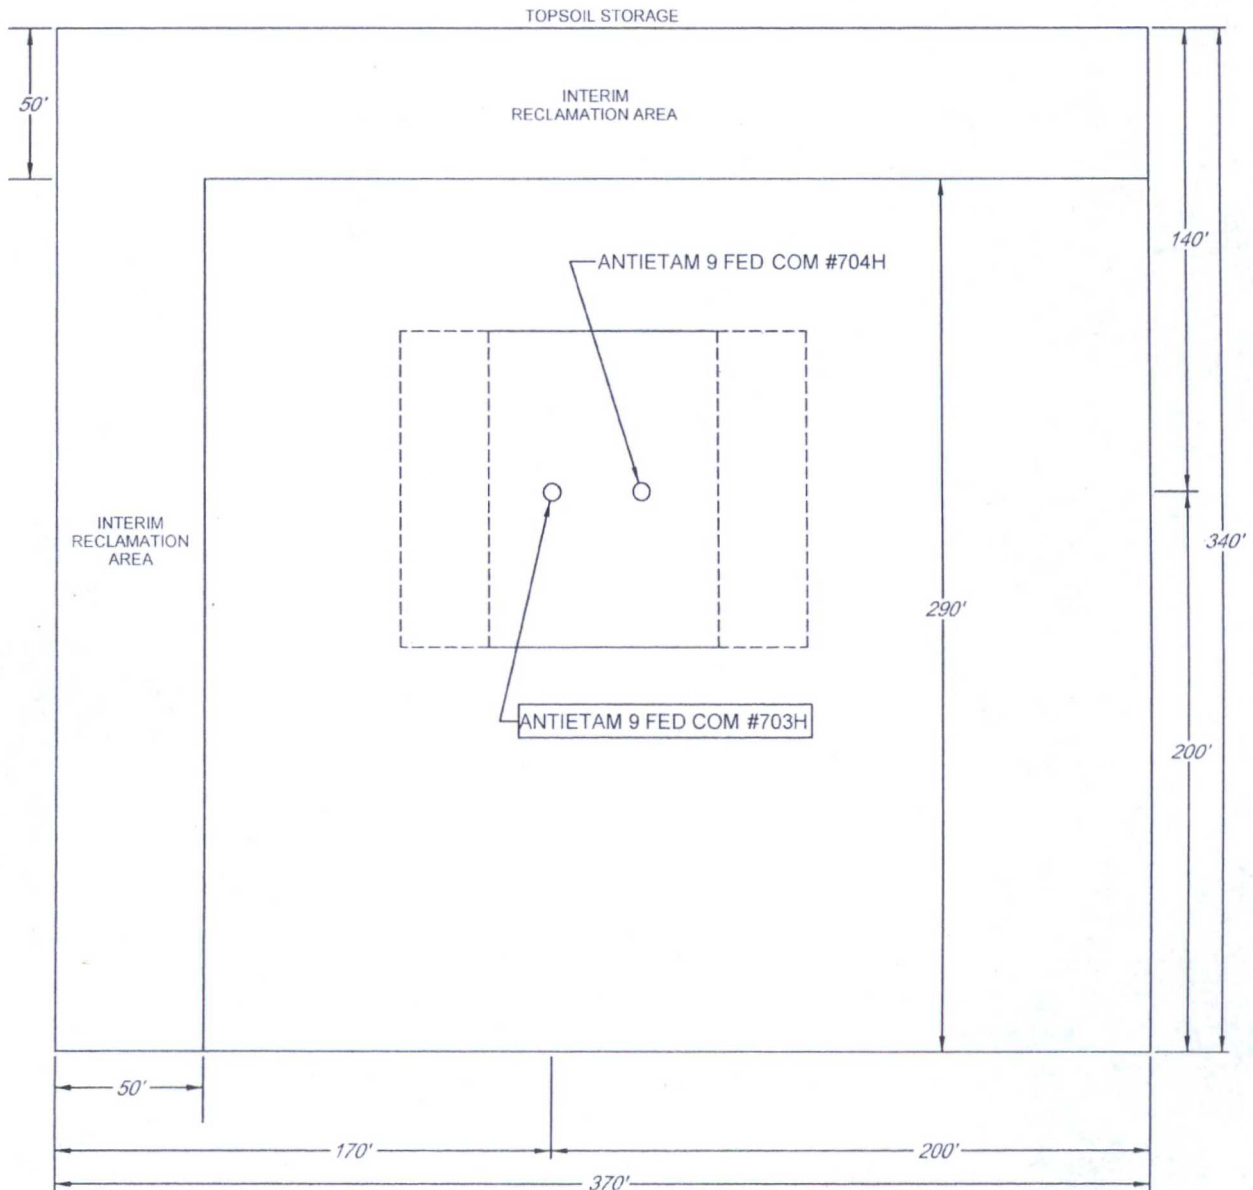 TOPSOIL STORAGE
50'
INTERIM
RECLAMATION AREA
140'
ANTIETAM 9 FED COM #704H
INTERIM
RECLAMATION
AREA
340'
290'
ANTIETAM 9 FED COM #703H
200'
50'
170'
200'
370'